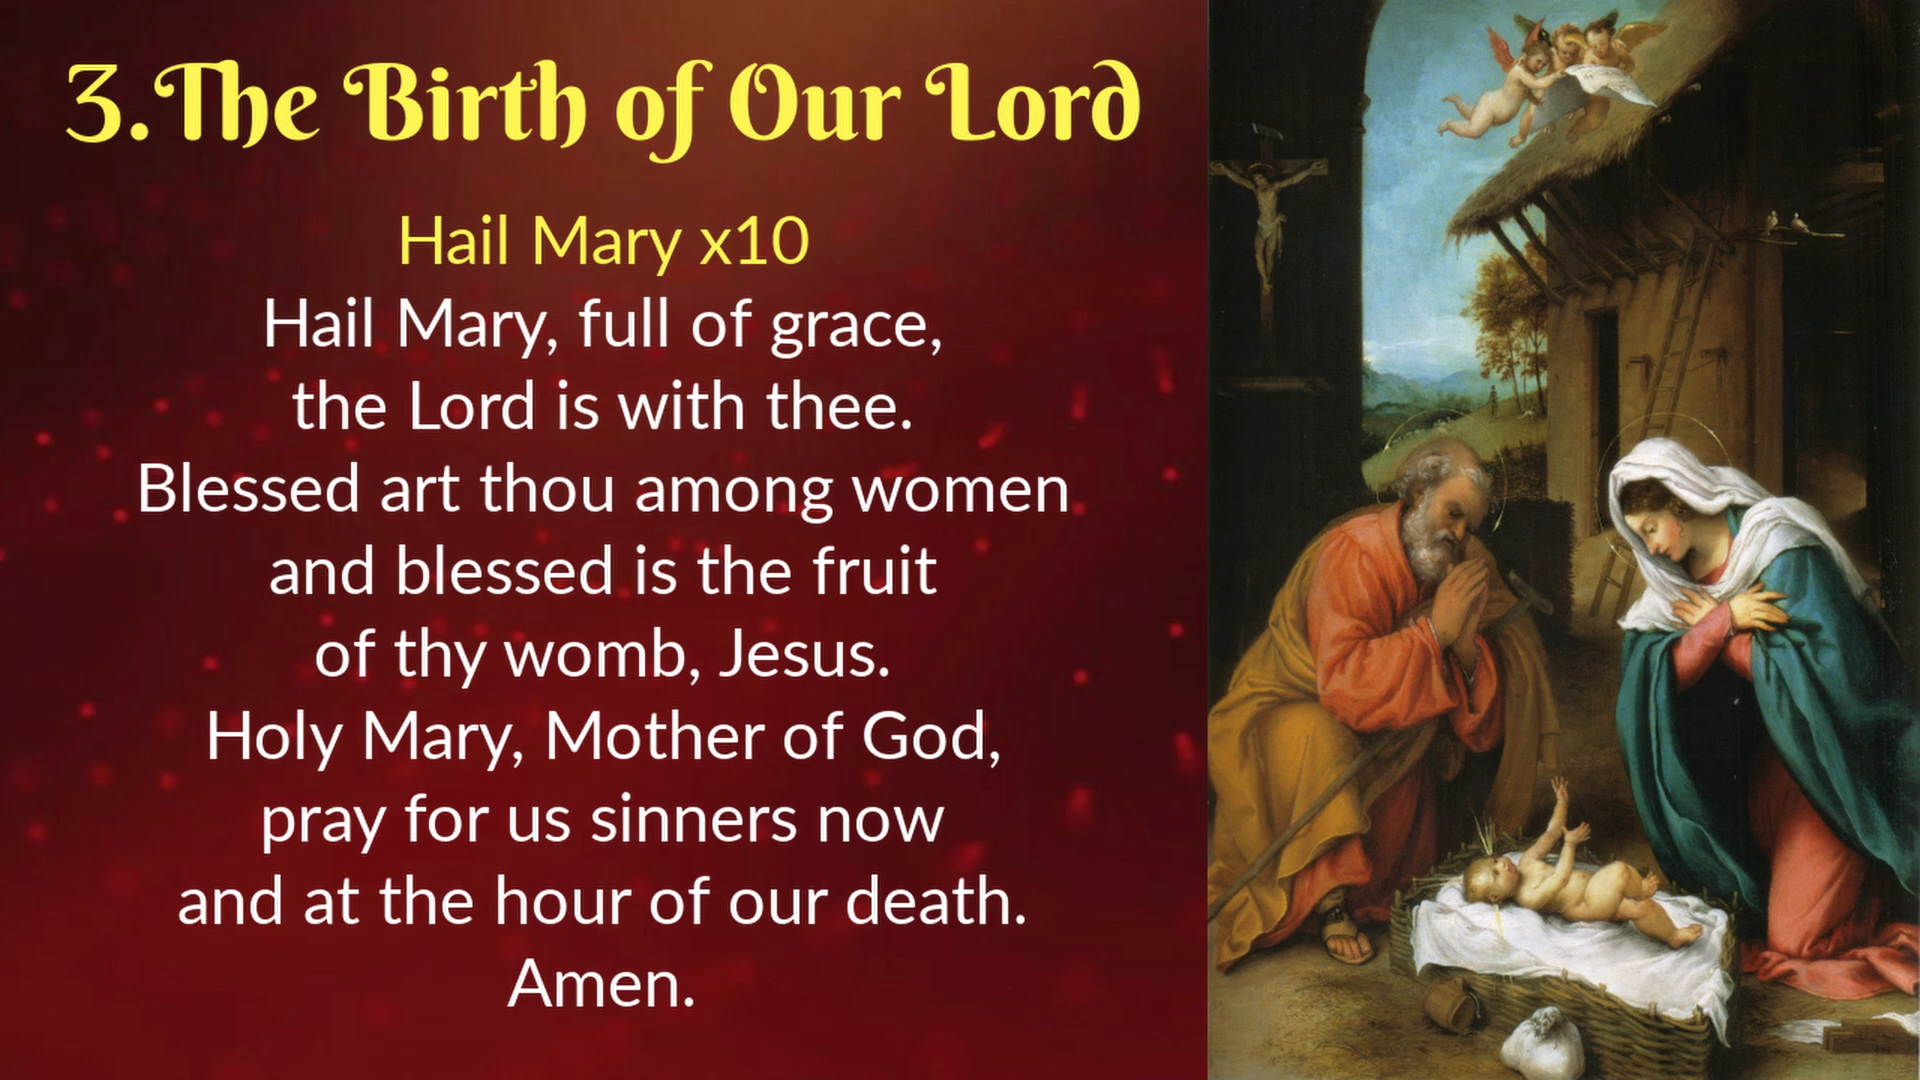 3.The Birth of Our Lord
Hail Mary x10
Hail Mary, full of grace,
the Lord is with thee.
Blessed art thou among women
and blessed is the fruit
of thy womb, Jesus.
Holy Mary, Mother of God,
pray for us sinners now
and at the hour of our death.
Amen.